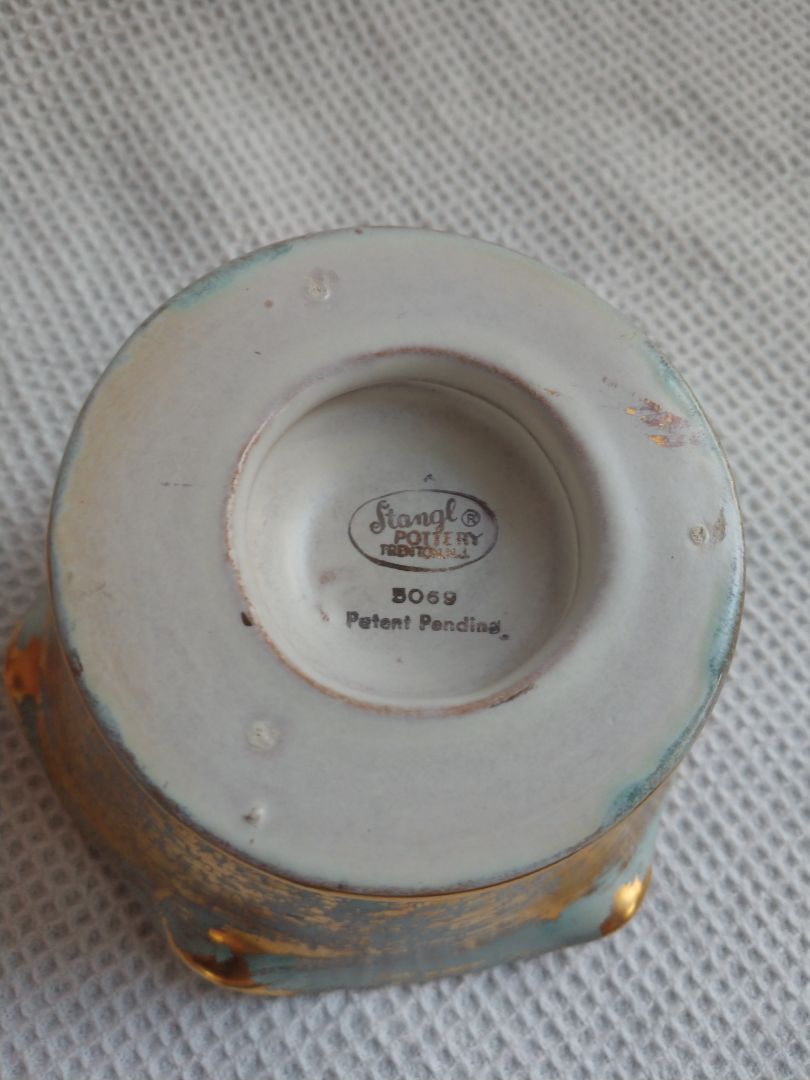 Stangl ®
POTTERY
TRENTON, N.J.
5069
Patent Pending